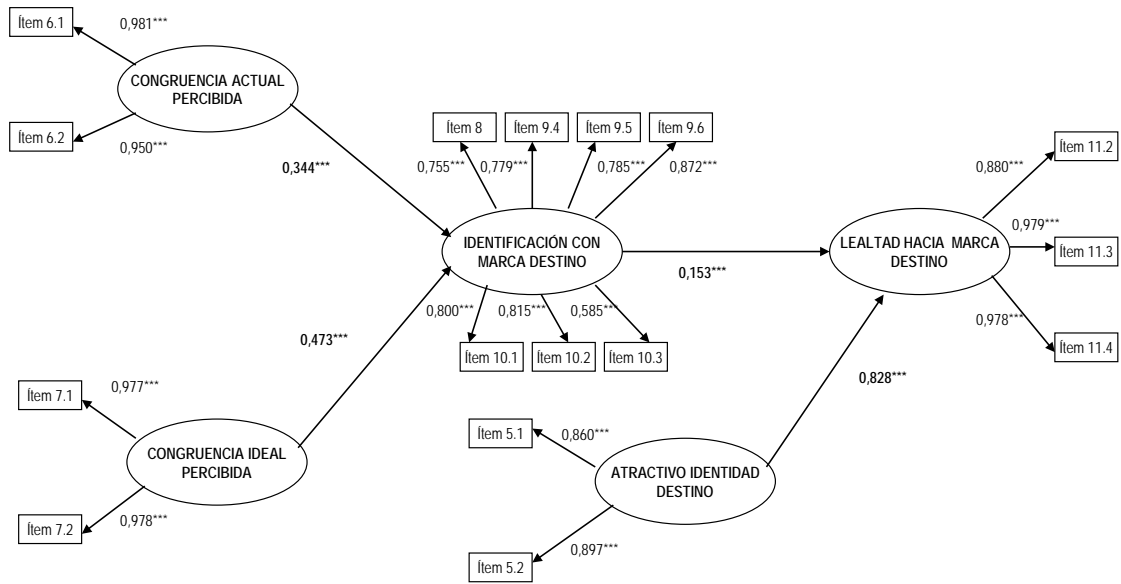 Ítem 6.1
0,981***
CONGRUENCIA ACTUAL
PERCIBIDA
Ítem 6.2
0,950***
0,344***
Ítem 8
Ítem 9.4
Ítem 9.5
Ítem 9.6
0,755***
0,779***
0,785***
0,872***
IDENTIFICACIÓN CON
MARCA DESTINO
0,800***
0,815***
0,585***
Ítem 10.1
Ítem 10.2
Ítem 10.3
0,153***
Ítem 11.2
0,880***
LEALTAD HACIA MARCA
DESTINO
0,979***
Ítem 11.3
0,978***
Ítem 11.4
0,473***
Ítem 7.1
0,977***
CONGRUENCIA IDEAL
PERCIBIDA
Ítem 7.2
0,978***
0,828***
Ítem 5.1
0,860***
ATRACTIVO IDENTIDAD
DESTINO
Ítem 5.2
0,897***